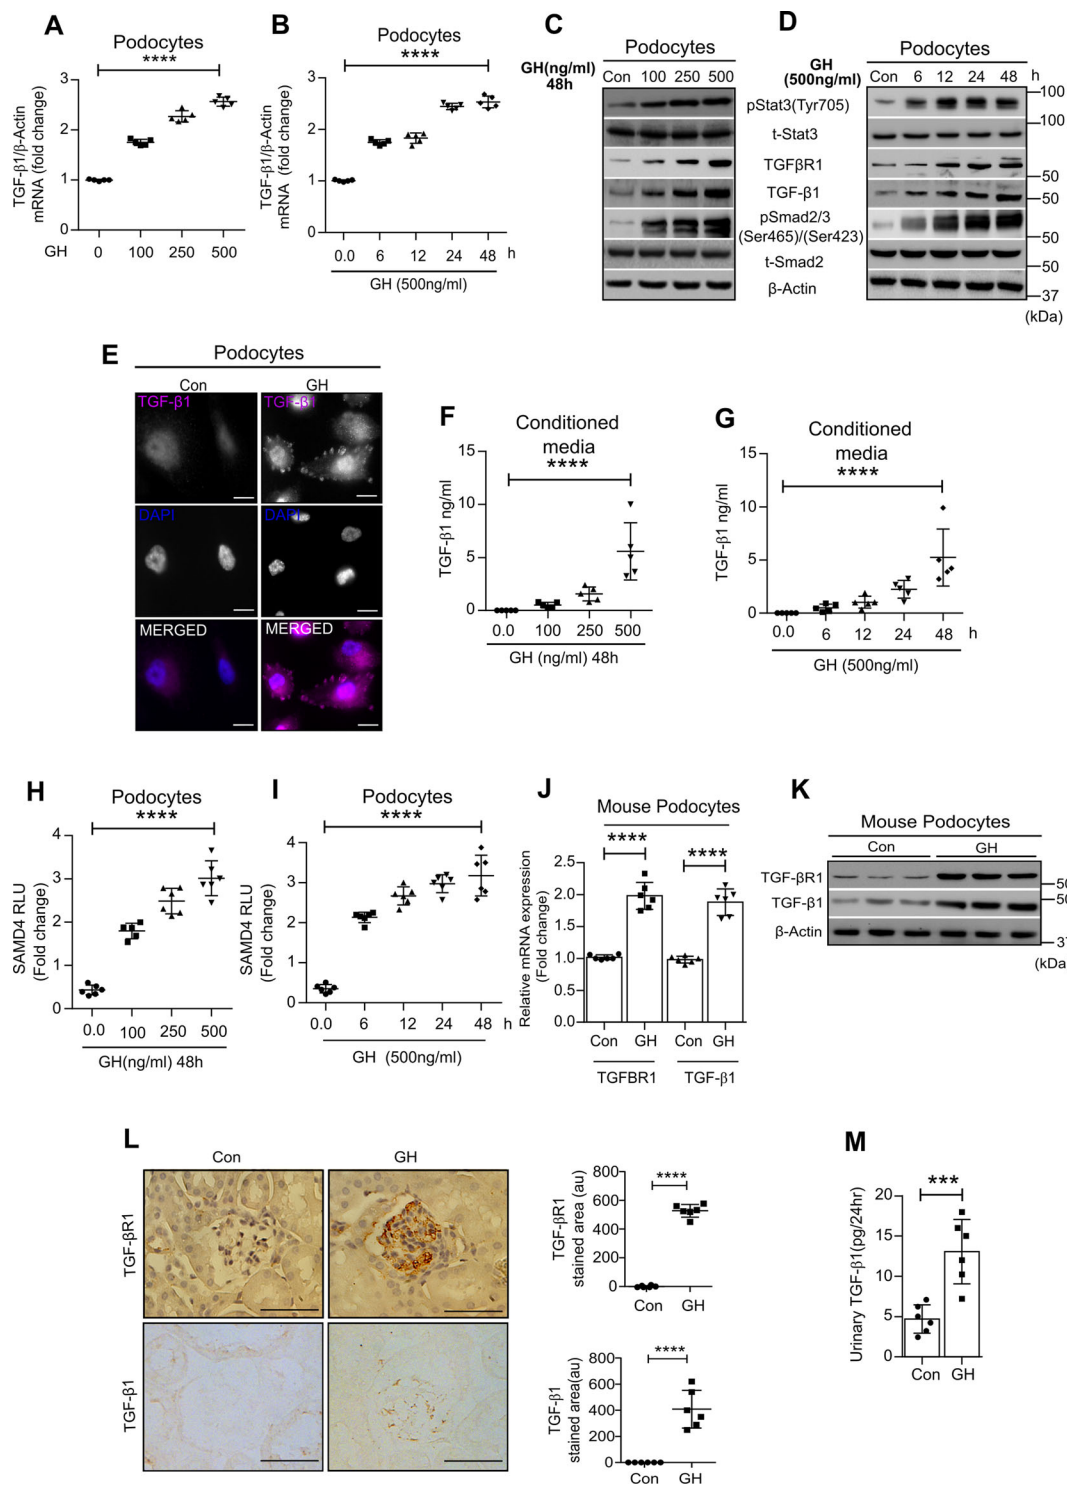 A
Podocytes
****
TGF-β1/β-Actin
mRNA (fold change)
3
2
1
0
GH
0 100 250 500
B
Podocytes
****
TGF-β1/β-Actin
mRNA (fold change)
3
2
1
0
0.0 6 12 24 48 h
GH (500ng/ml)
C
Podocytes
GH(ng/ml)
48h
Con 100 250 500
D
Podocytes
GH
(500ng/ml)
Con 6 12 24 48 h
pStat3(Tyr705)
t-Stat3
TGFβR1
TGF-β1
pSmad2/3
(Ser465)/(Ser423)
t-Smad2
β-Actin
100
100
50
50
50
50
37
(kDa)
E
Podocytes
Con GH
TGF-β1 TGF-β1
DAPI DAPI
MERGED MERGED
F
Conditioned
media
****
TGF-β1 ng/ml
15
10
5
0
0.0 100 250 500
GH (ng/ml) 48h
G
Conditioned
media
****
TGF-β1 ng/ml
15
10
5
0
0.0 6 12 24 48 h
GH (500ng/ml)
H
Podocytes
****
SAMD4 RLU
(Fold change)
4
3
2
1
0
0.0 100 250 500
GH(ng/ml) 48h
I
Podocytes
****
SAMD4 RLU
(Fold change)
4
3
2
1
0
0.0 6 12 24 48 h
GH (500ng/ml)
J
Mouse Podocytes
**** ****
Relative mRNA expression
(Fold change)
2.5
2.0
1.5
1.0
0.5
0.0
Con GH Con GH
TGFBR1 TGF-β1
K
Mouse Podocytes
Con GH
TGF-βR1
TGF-β1
β-Actin
50
50
37
(kDa
L
Con GH
TGF-βR1
TGF-β1
TGF-βR1
stained area (au)
800
600
400
200
0
****
Con GH
TGF-β1
stained area(au)
800
600
400
200
0
****
Con GH
M
***
Urinary TGF-β1(pg/24hr)
20
15
10
5
0
Con GH